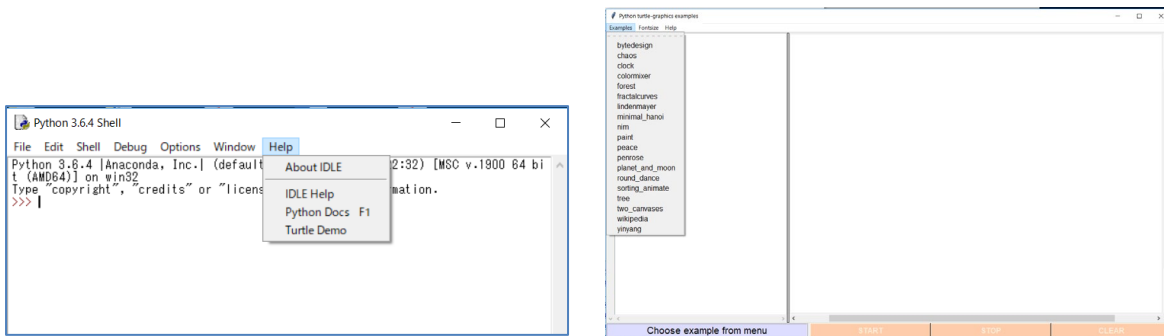 Python 3.6.4 Shell
File Edit Shell Debug Options Window Help
Python 3.6.4 |Anaconda, Inc.| (default 2:32) [MSC v.1900 64 bi
t (AMD64)] on win32
Type "copyright", "credits" or "licens mation.
>>>
About IDLE
IDLE Help
Python Docs F1
Turtle Demo
Python turtle-graphics examples
Examples Fontsize Help
bytedesign
chaos
clock
colormixer
forest
fractalcurves
lindenmayer
minimal_hanoi
nim
paint
peace
penrose
planet_and_moon
round_dance
sorting_animate
tree
two_canvases
wikipedia
yinyang
Choose example from menu
START STOP CLEAR